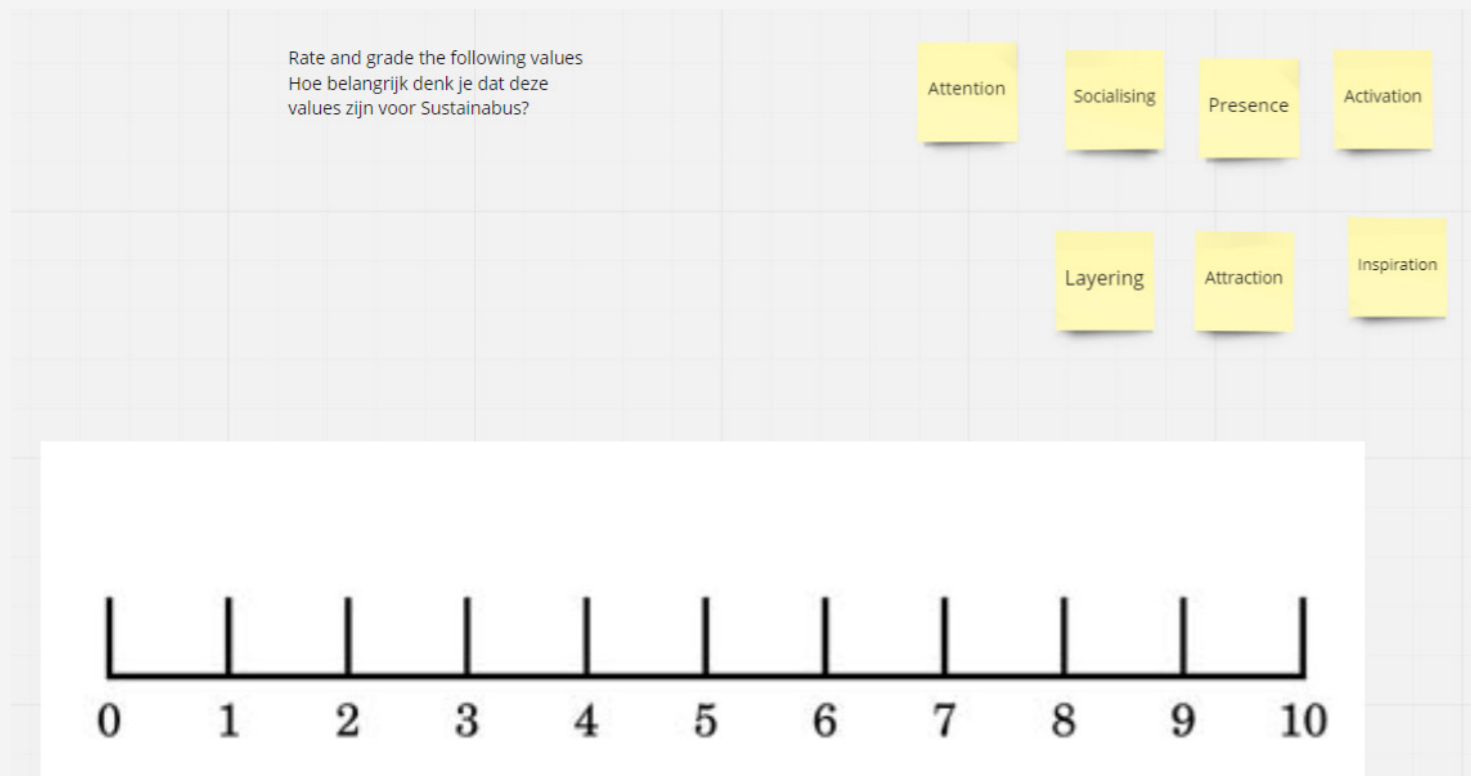 Rate and grade the following values
Hoe belangrijk denk je dat deze
values zijn voor Sustainabus?
Attention
Socialising
Presence
Activation
Layering
Attraction
Inspiration
0 1 2 3 4 5 6 7 8 9 10